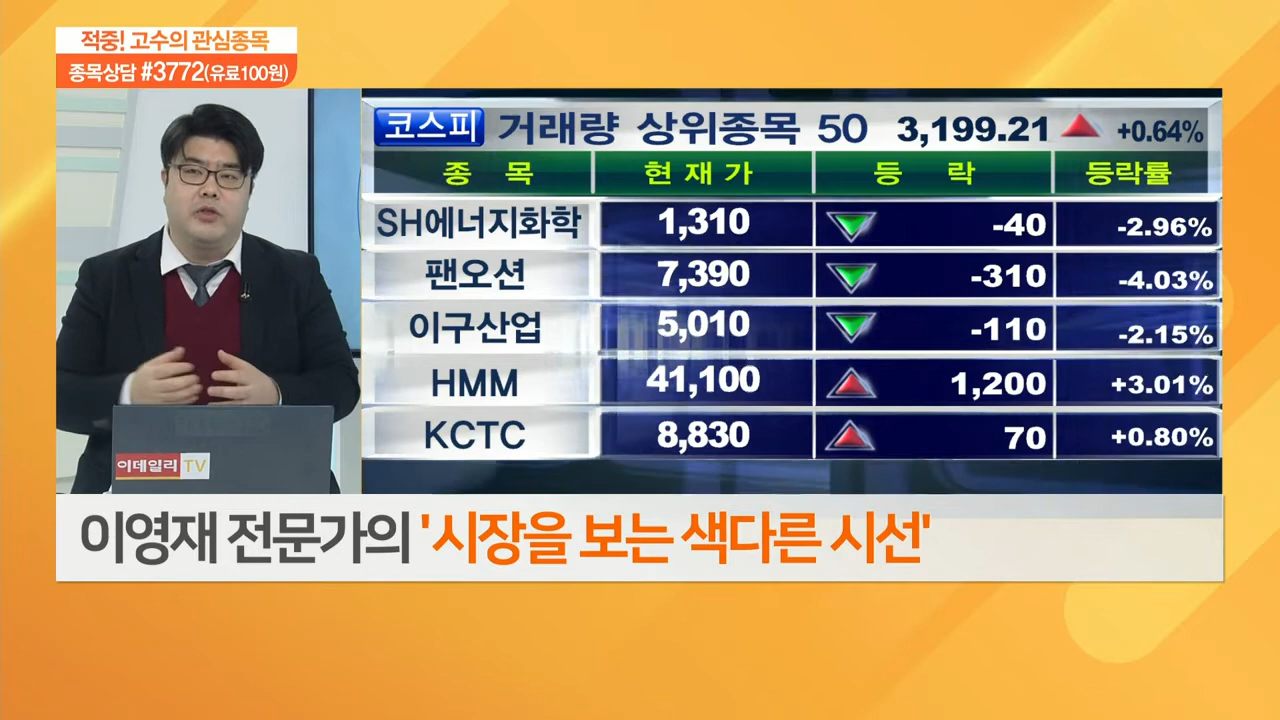 적중! 고수의 관심종목
종목상담 #3772(유료100원)
코스피 거래량 상위종목 50 3,199.21 +0.64%
종 목 현 재 가 등 락 등락률
SH에너지화학 1,310 -40 -2.96%
팬오션 7,390 -310 -4.03%
이구산업 5,010 -110 -2.15%
HMM 41,100 1,200 +3.01%
KCTC 8,830 70 +0.80%
이데일리 TV
이영재 전문가의 '시장을 보는 색다른 시선'